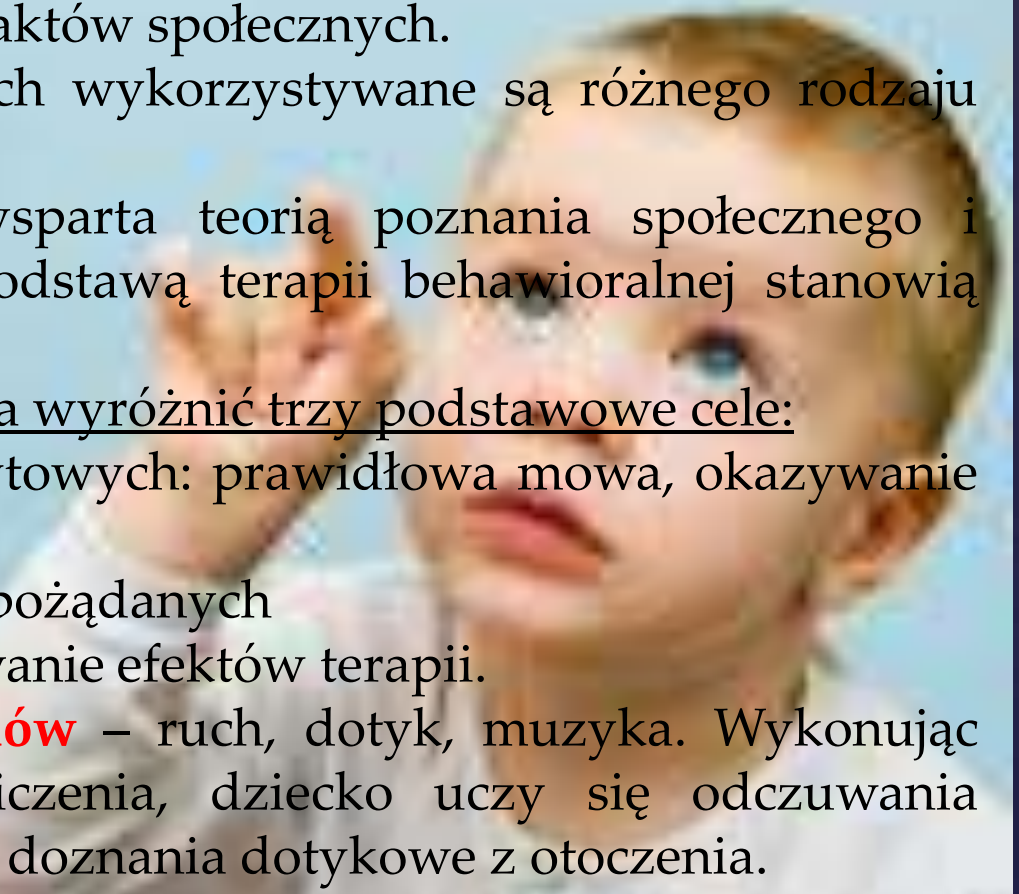 aktów społecznych.
ch wykorzystywane są różnego rodzaju
wsparta teorią poznania społecznego i
odstawą terapii behawioralnej stanowią
a wyróżnić trzy podstawowe cele:
ytowych: prawidłowa mowa, okazywanie
pożądanych
wanie efektów terapii.
ów – ruch, dotyk, muzyka. Wykonując
iczenia, dziecko uczy się odczuwania
doznania dotykowe z otoczenia.